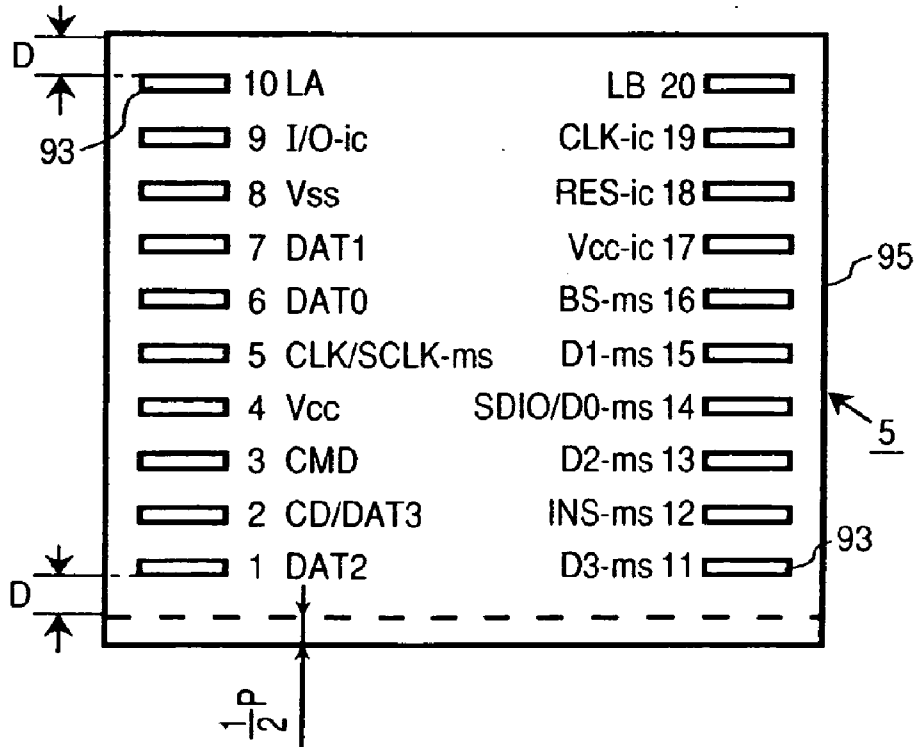 D
10 LA LB 20
93 9 I/O-ic CLK-ic 19
8 Vss RES-ic 18
7 DAT1 Vcc-ic 17
95
6 DAT0 BS-ms 16
5 CLK/SCLK-ms D1-ms 15
4 Vcc SDIO/D0-ms 14
5
3 CMD D2-ms 13
2 CD/DAT3 INS-ms 12
93
1 DAT2 D3-ms 11
D
1/2 P